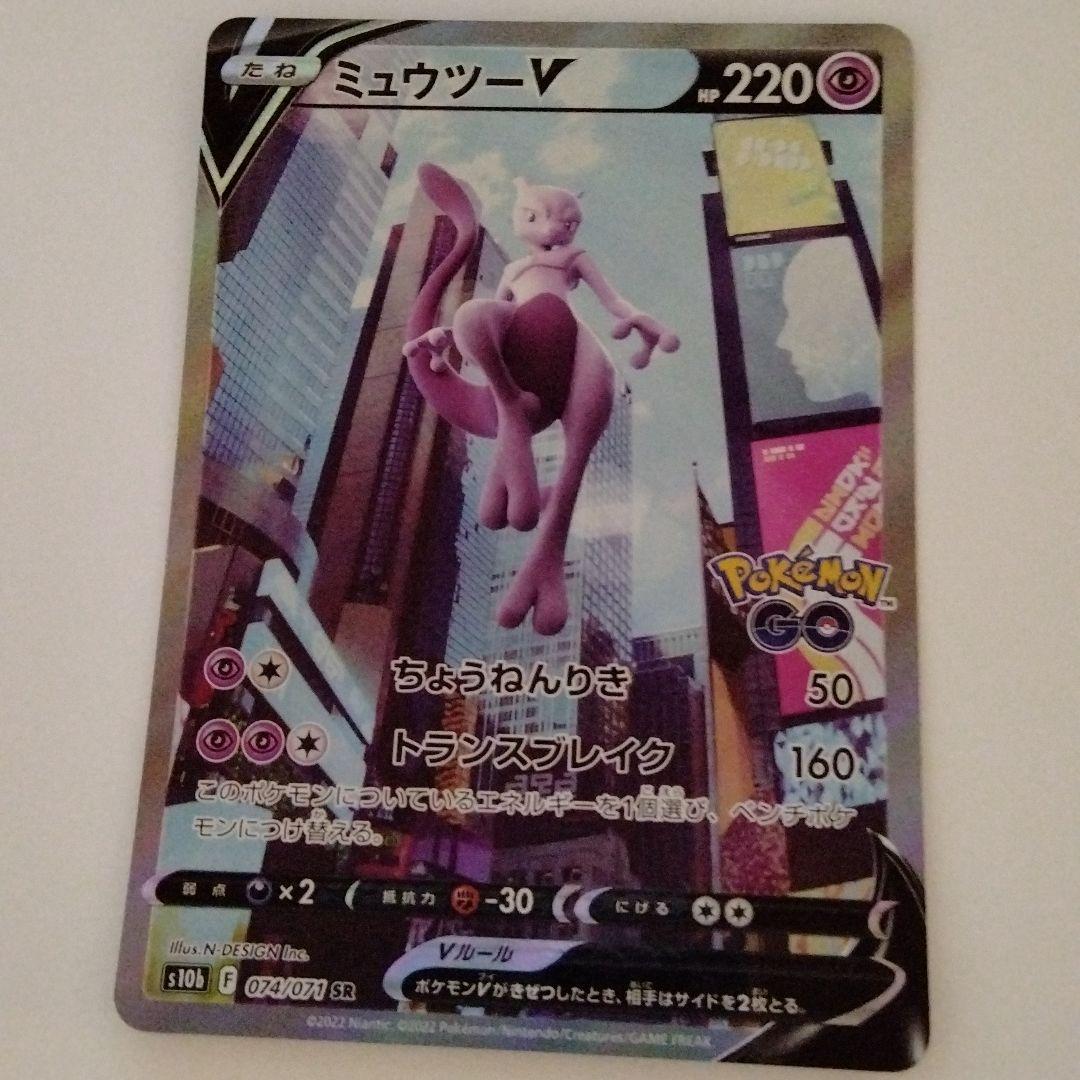 たね
ミュウツーV
HP 220
POKÉMON™
GO
ちょうねんりき 50
トランスブレイク 160
このポケモンについているエネルギーを1個選び、ベンチポケ
モンにつけ替える。
弱点 ×2 抵抗力 -30 にげる
Illus. N-DESIGN Inc.
Vルール
s10b F 074/071 SR
ポケモンVがきぜつしたとき、相手はサイドを2枚とる。
©2022 Niantic. ©2022 Pokémon/Nintendo/Creatures/GAME FREAK.